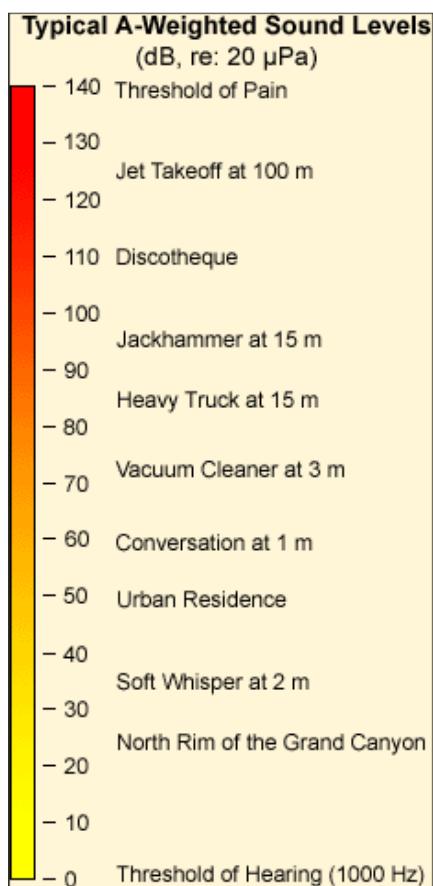 Typical A-Weighted Sound Levels
(dB, re: 20 µPa)
140 Threshold of Pain
130
Jet Takeoff at 100 m
120
110 Discotheque
100
Jackhammer at 15 m
90
Heavy Truck at 15 m
80
Vacuum Cleaner at 3 m
70
60 Conversation at 1 m
50 Urban Residence
40
Soft Whisper at 2 m
30
North Rim of the Grand Canyon
20
10
0 Threshold of Hearing (1000 Hz)